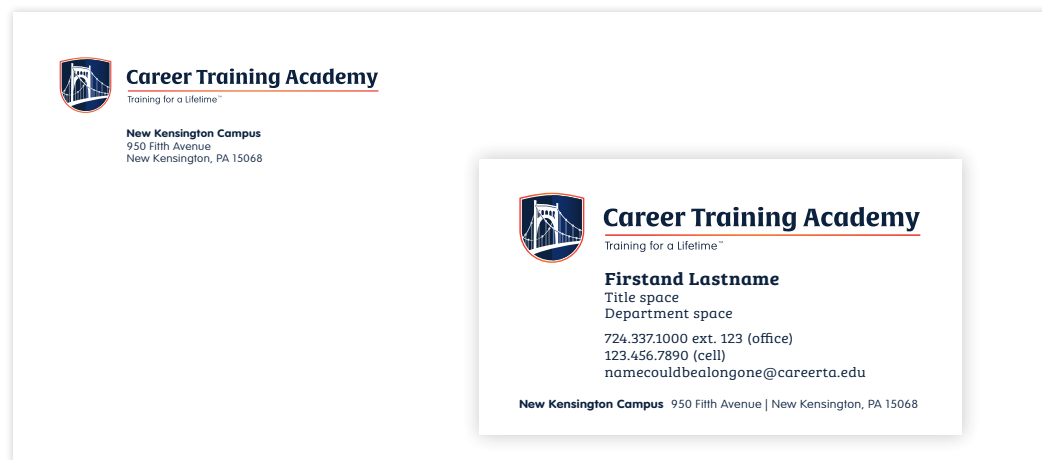 Career Training Academy
Training for a Lifetime™
New Kensington Campus
950 Fifth Avenue
New Kensington, PA 15068
Career Training Academy
Training for a Lifetime™
Firstand Lastname
Title space
Department space
724.337.1000 ext. 123 (office)
123.456.7890 (cell)
namecouldbealongone@careerta.edu
New Kensington Campus 950 Fifth Avenue | New Kensington, PA 15068